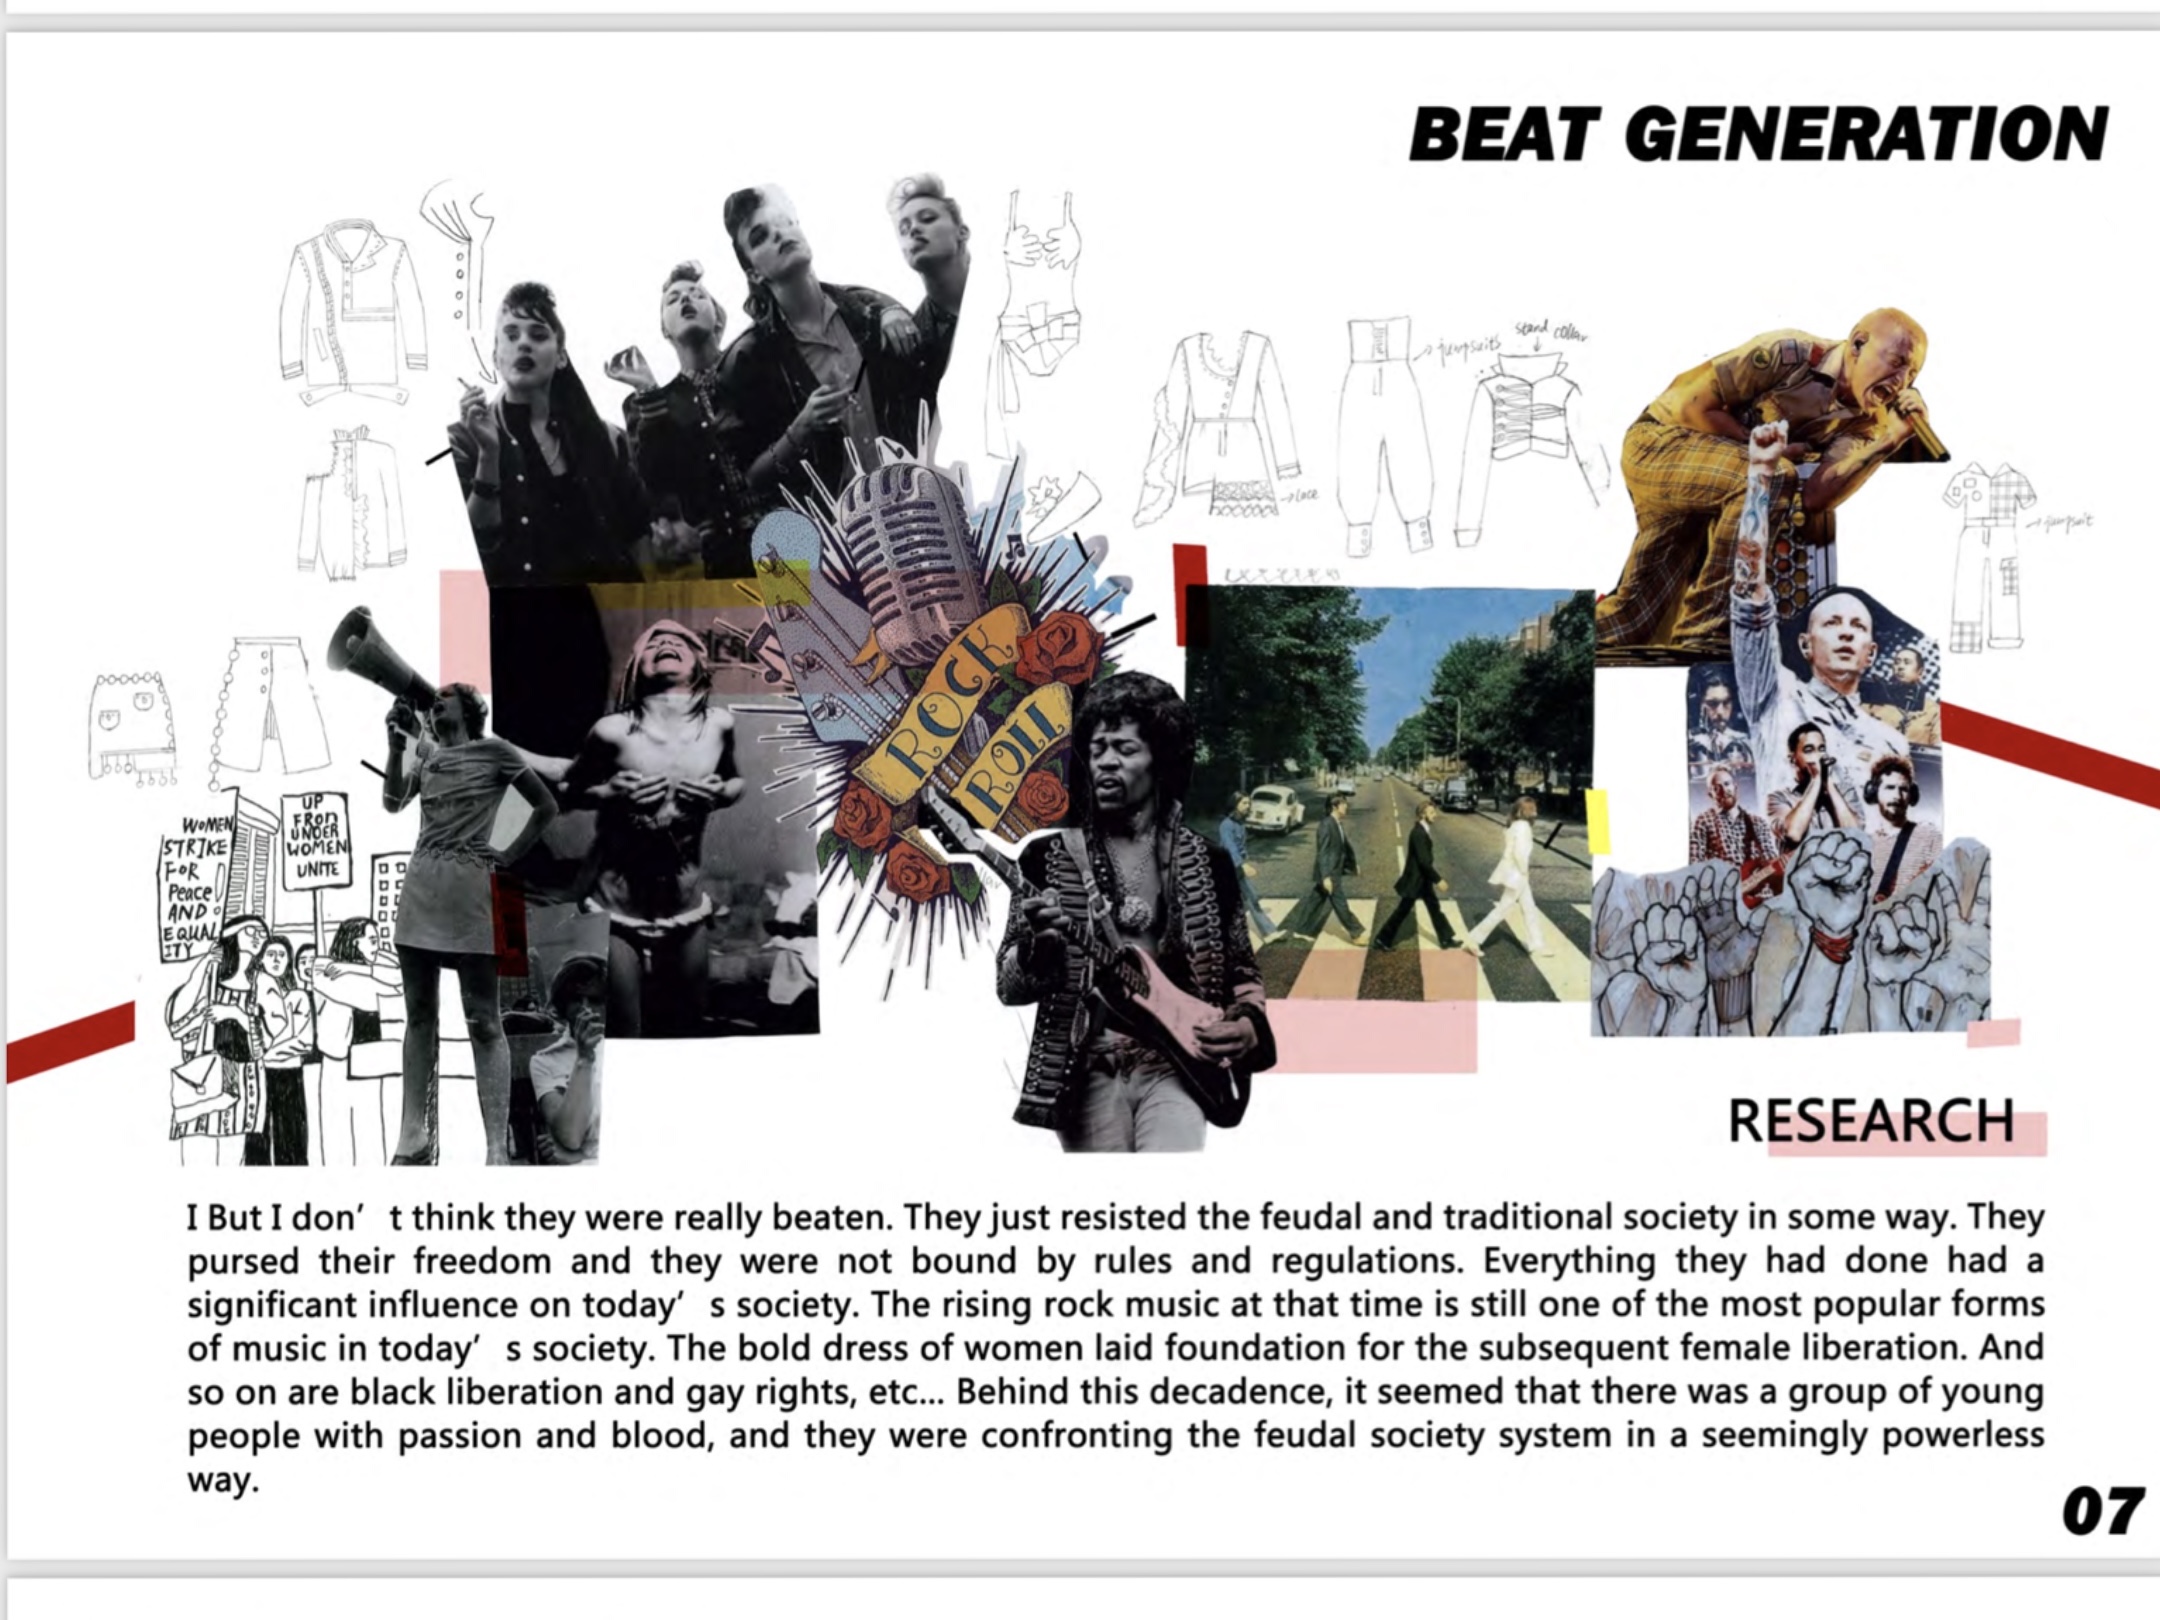 BEAT GENERATION
stand collar
→ jumpsuits
→ lace
→ jumpsuit
ROCK
ROLL
WOMEN
STRIKE
FOR
Peace
AND
EQUAL
ITY
UP
FRON
UNDER
WOMEN
UNITE
RESEARCH
I But I don’ t think they were really beaten. They just resisted the feudal and traditional society in some way. They
pursed their freedom and they were not bound by rules and regulations. Everything they had done had a
significant influence on today’ s society. The rising rock music at that time is still one of the most popular forms
of music in today’ s society. The bold dress of women laid foundation for the subsequent female liberation. And
so on are black liberation and gay rights, etc... Behind this decadence, it seemed that there was a group of young
people with passion and blood, and they were confronting the feudal society system in a seemingly powerless
way.
07